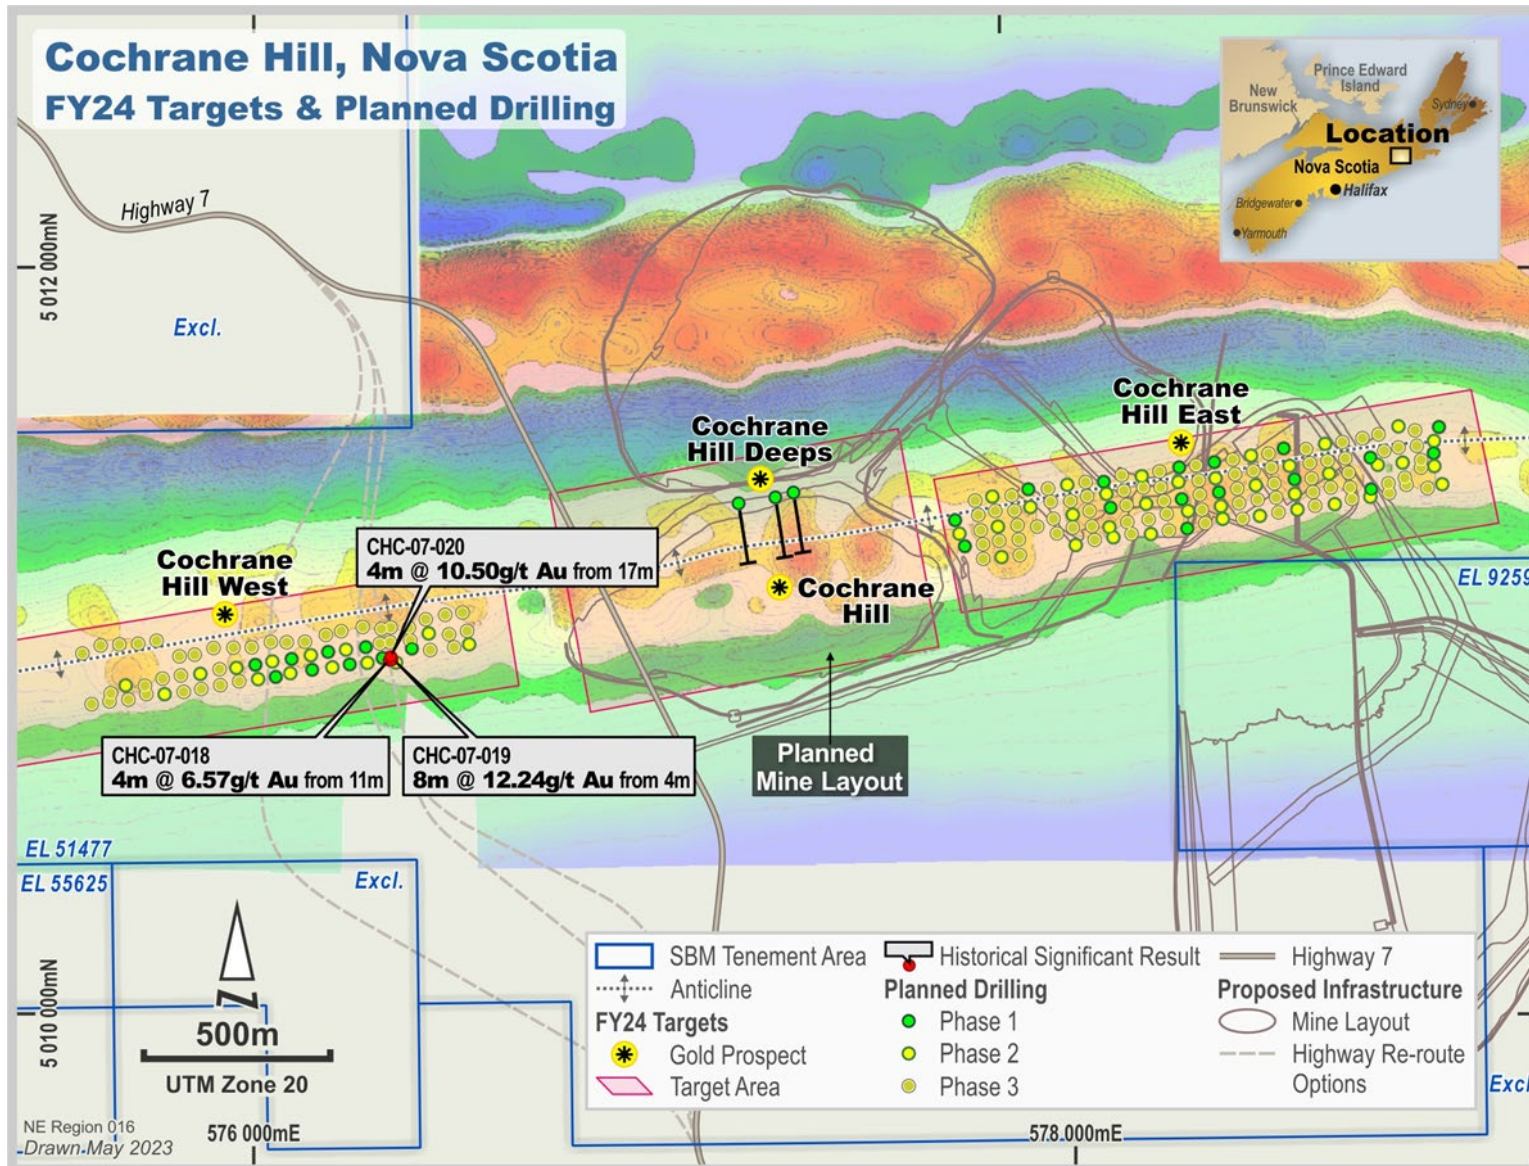 Cochrane Hill, Nova Scotia
FY24 Targets & Planned Drilling
New
Brunswick
Prince Edward
Island
Sydney
Location
Nova Scotia
Halifax
Bridgewater
Yarmouth
Highway 7
5 012 000mN
Excl.
Cochrane
Hill East
Cochrane
Hill Deeps
CHC-07-020
4m @ 10.50g/t Au from 17m
Cochrane
Hill West
Cochrane
Hill
EL 9259
CHC-07-018
4m @ 6.57g/t Au from 11m
CHC-07-019
8m @ 12.24g/t Au from 4m
Planned
Mine Layout
EL 51477
EL 55625
Excl.
N
500m
UTM Zone 20
5 010 000mN
SBM Tenement Area
Anticline
FY24 Targets
Gold Prospect
Target Area
Historical Significant Result
Planned Drilling
Phase 1
Phase 2
Phase 3
Highway 7
Proposed Infrastructure
Mine Layout
Highway Re-route
Options
Excl
NE Region 016
Drawn May 2023
576 000mE
578 000mE